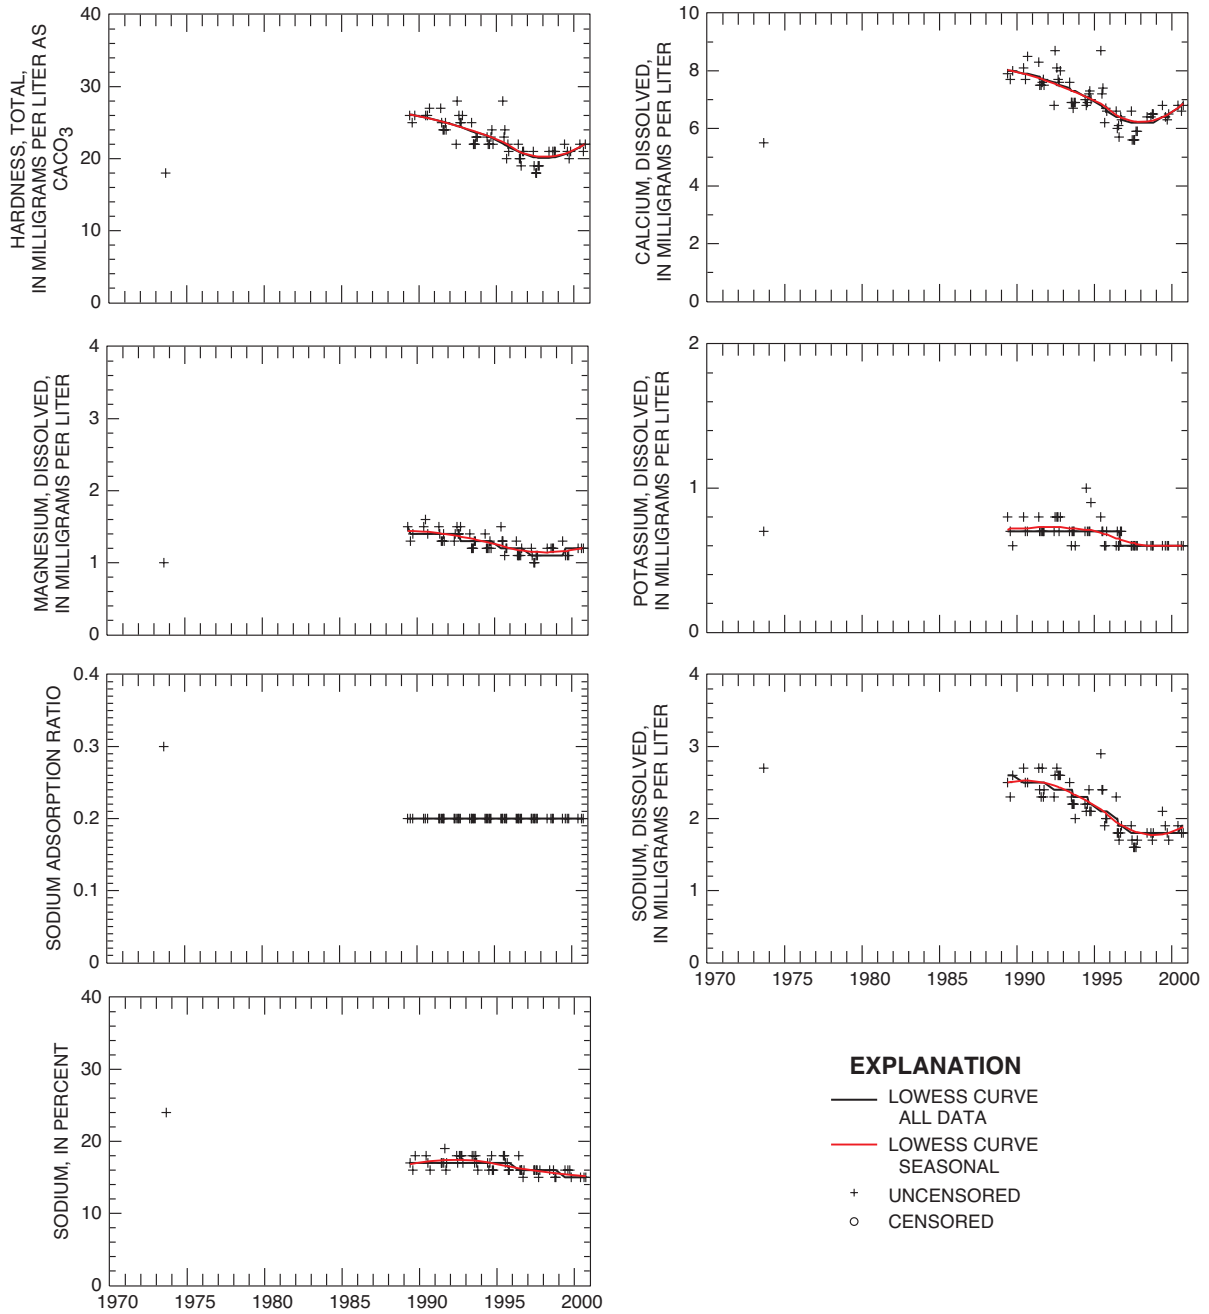 HARDNESS, TOTAL,
IN MILLIGRAMS PER LITER AS
CACO3
40
30
20
10
0
CALCIUM, DISSOLVED,
IN MILLIGRAMS PER LITER
10
8
6
4
2
0
MAGNESIUM, DISSOLVED,
IN MILLIGRAMS PER LITER
4
3
2
1
0
POTASSIUM, DISSOLVED,
IN MILLIGRAMS PER LITER
2
1
0
SODIUM ADSORPTION RATIO
0.4
0.3
0.2
0.1
0
SODIUM, DISSOLVED,
IN MILLIGRAMS PER LITER
4
3
2
1
0
1970 1975 1980 1985 1990 1995 2000
SODIUM, IN PERCENT
40
30
20
10
0
1970 1975 1980 1985 1990 1995 2000
EXPLANATION
LOWESS CURVE
ALL DATA
LOWESS CURVE
SEASONAL
UNCENSORED
CENSORED